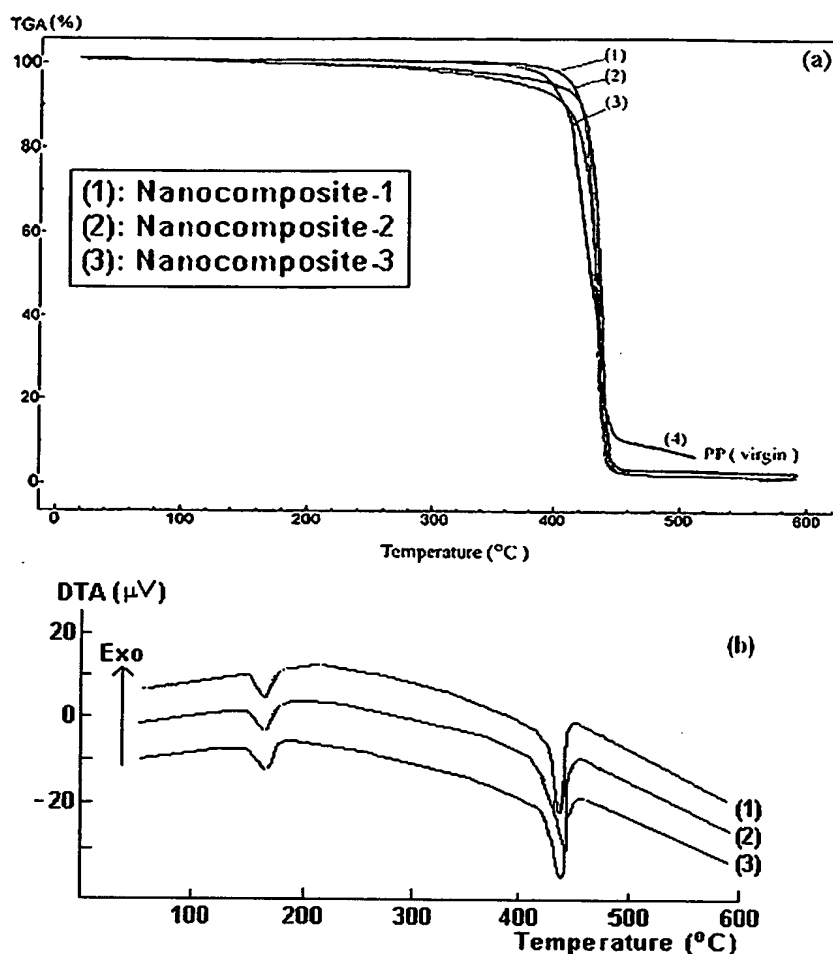 TGA (%)
(a)
100
80
60
40
20
0
(1)
(2)
(3)
(1): Nanocomposite-1
(2): Nanocomposite-2
(3): Nanocomposite-3
(4)
PP ( virgin )
0 100 200 300 400 500 600
Temperature (°C)
DTA (µV)
(b)
20
0
-20
Exo
(1)
(2)
(3)
100 200 300 400 500 600
Temperature (°C)